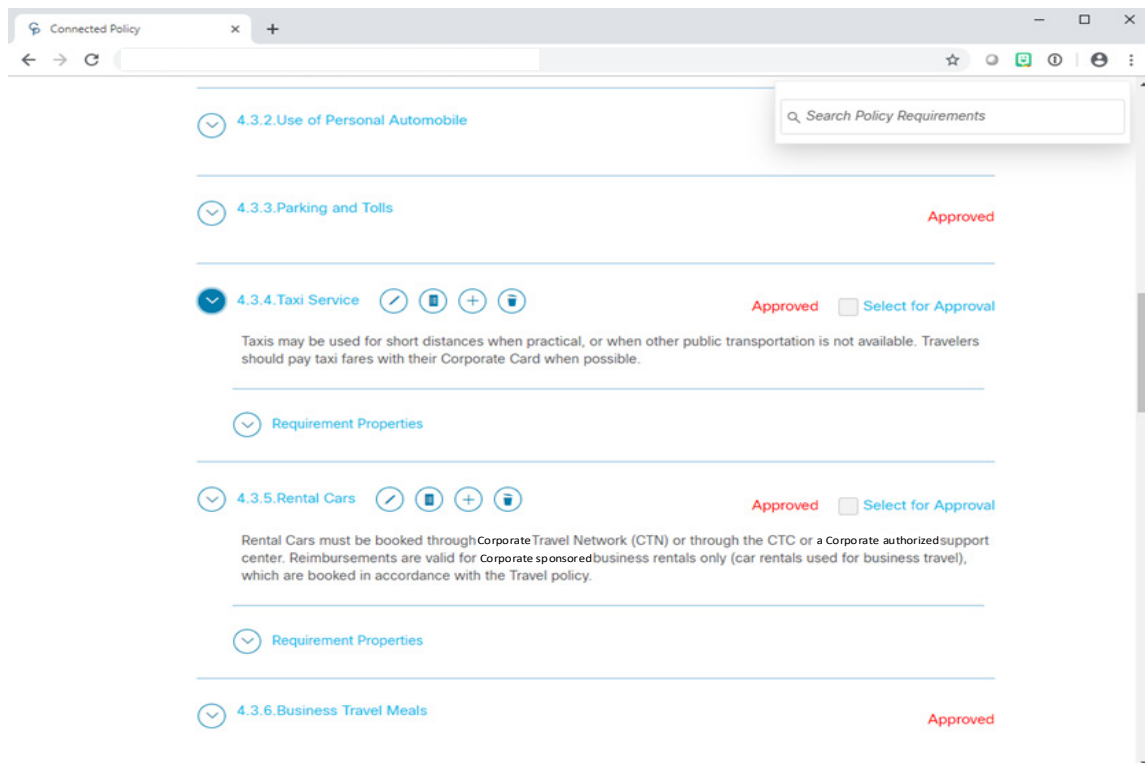 Connected Policy
Search Policy Requirements
4.3.2.Use of Personal Automobile
4.3.3.Parking and Tolls
Approved
4.3.4.Taxi Service
Approved
Select for Approval
Taxis may be used for short distances when practical, or when other public transportation is not available. Travelers
should pay taxi fares with their Corporate Card when possible.
Requirement Properties
4.3.5.Rental Cars
Approved
Select for Approval
Rental Cars must be booked through Corporate Travel Network (CTN) or through the CTC or a Corporate authorized support
center. Reimbursements are valid for Corporate sponsored business rentals only (car rentals used for business travel),
which are booked in accordance with the Travel policy.
Requirement Properties
4.3.6.Business Travel Meals
Approved